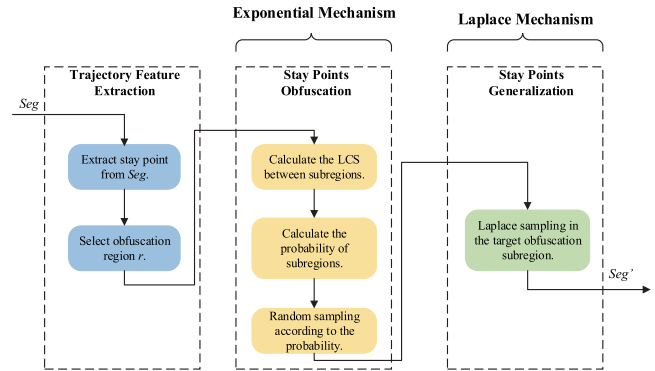 Exponential Mechanism
Laplace Mechanism
Trajectory Feature
Extraction
Stay Points
Obfuscation
Stay Points
Generalization
Seg
Extract stay point
from Seg.
Select obfuscation
region r.
Calculate the LCS
between subregions.
Calculate the
probability of
subregions.
Random sampling
according to the
probability.
Laplace sampling in
the target obfuscation
subregion.
Seg’